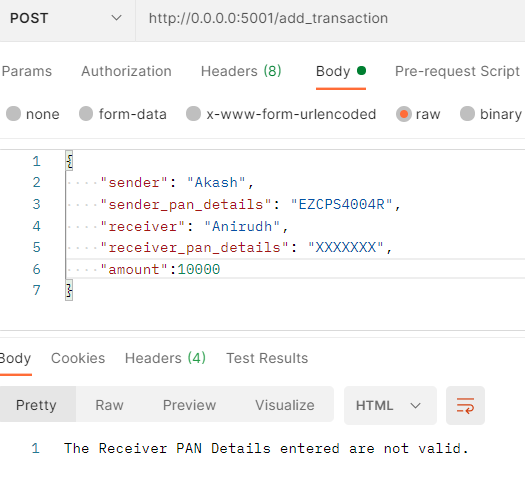 POST http://0.0.0.0:5001/add_transaction
Params Authorization Headers (8) Body Pre-request Script
none form-data x-www-form-urlencoded raw binary
1 {
2 "sender": "Akash",
3 "sender_pan_details": "EZCPS4004R",
4 "receiver": "Anirudh",
5 "receiver_pan_details": "XXXXXXX",
6 "amount":10000
7 }
Body Cookies Headers (4) Test Results
Pretty Raw Preview Visualize HTML
1 The Receiver PAN Details entered are not valid.